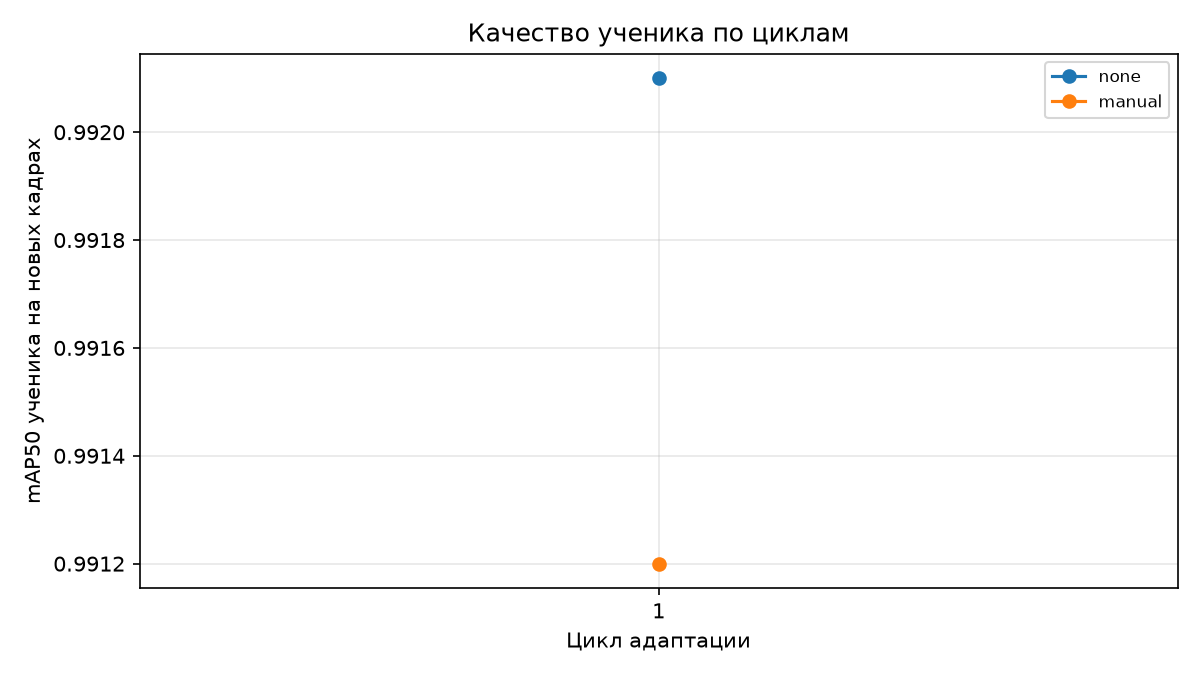 Качество ученика по циклам
none
manual
mAP50 ученика на новых кадрах
0.9920
0.9918
0.9916
0.9914
0.9912
1
Цикл адаптации